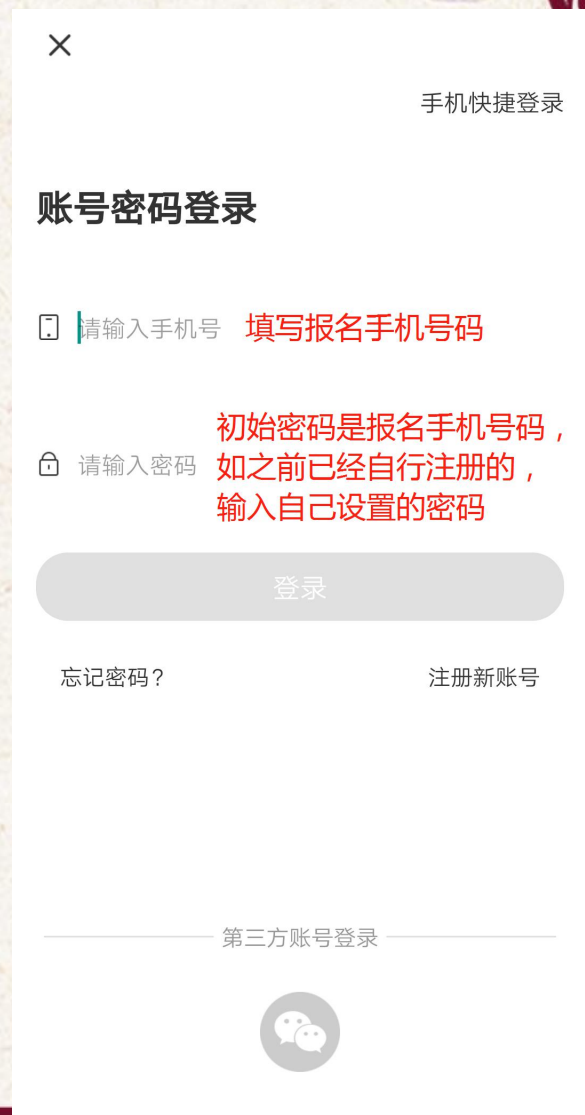 手机快捷登录
账号密码登录
请输入手机号 填写报名手机号码
初始密码是报名手机号码，
请输入密码 如之前已经自行注册的，
输入自己设置的密码
登录
忘记密码？ 注册新账号
第三方账号登录